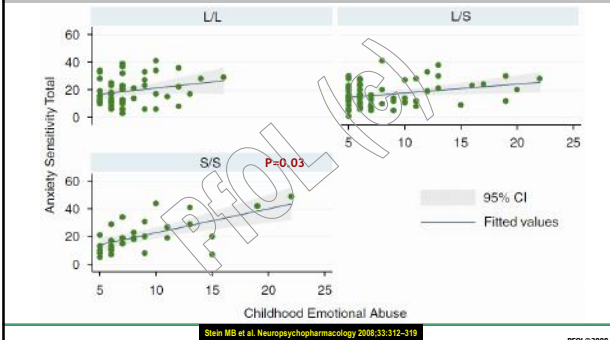 L/L
L/S
60
40
20
0
5
10
15
20
25
Anxiety Sensitivity Total
S/S
P=0.03
60
40
20
0
5
10
15
20
25
95% CI
Fitted values
Childhood Emotional Abuse
PfOL (c)
Stein MB et al. Neuropsychopharmacology 2008;33:312–319